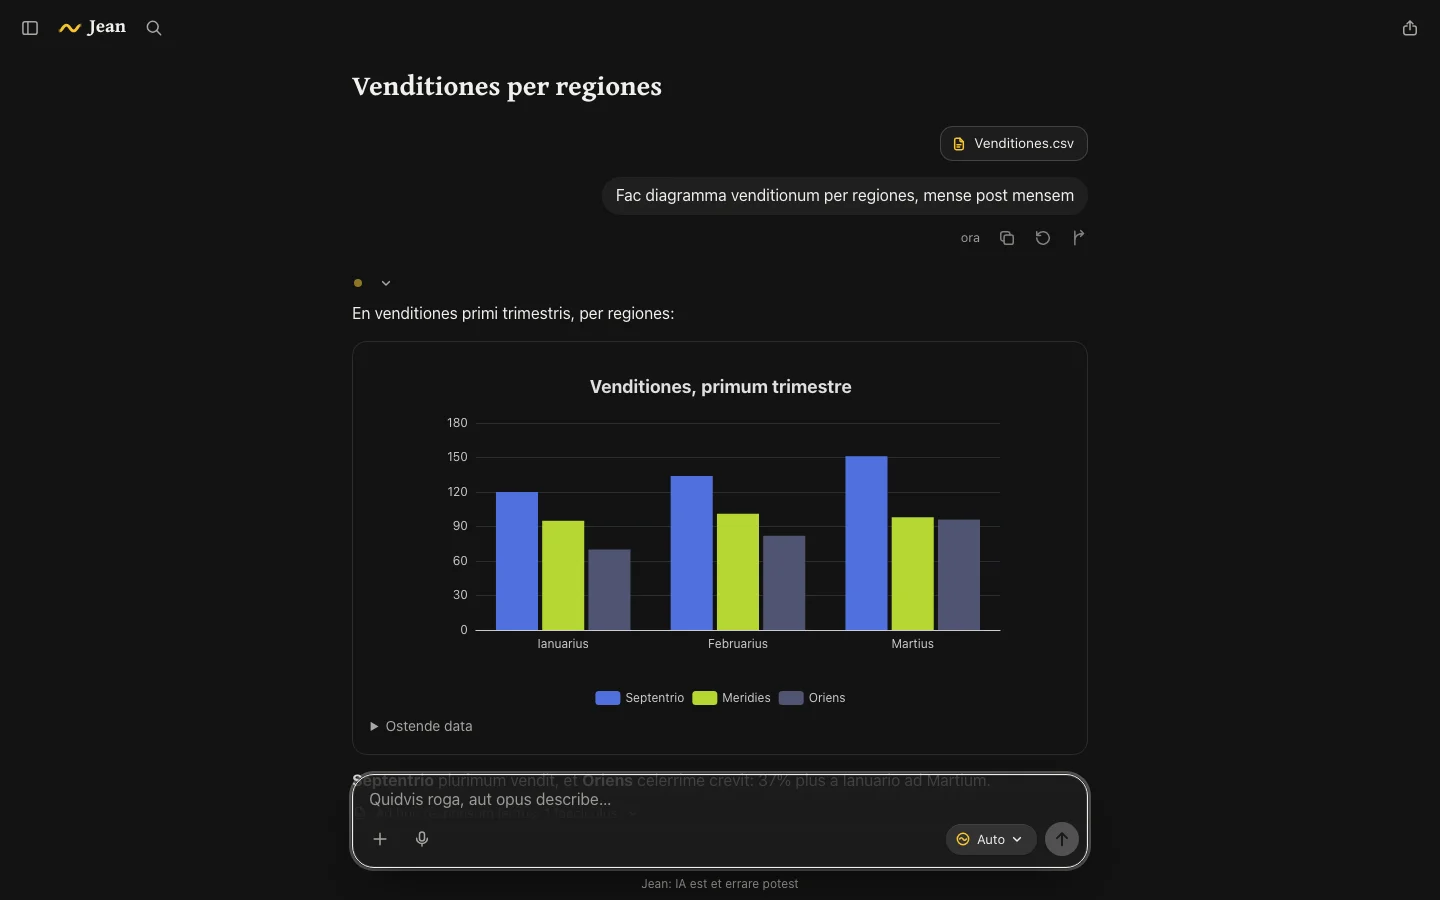 Jean
Venditiones per regiones
Venditiones.csv
Fac diagramma venditionum per regiones, mense post mensem
ora
En venditiones primi trimestris, per regiones:
Venditiones, primum trimestre
180
150
120
90
60
30
0
Ianuarius
Februarius
Martius
Septentrio
Meridies
Oriens
Ostende data
Septentrio plurimum vendit, et Oriens celerrime crevit: 37% plus a Ianuario ad Martium.
Quidvis roga, aut opus describe...
Auto
Jean: IA est et errare potest